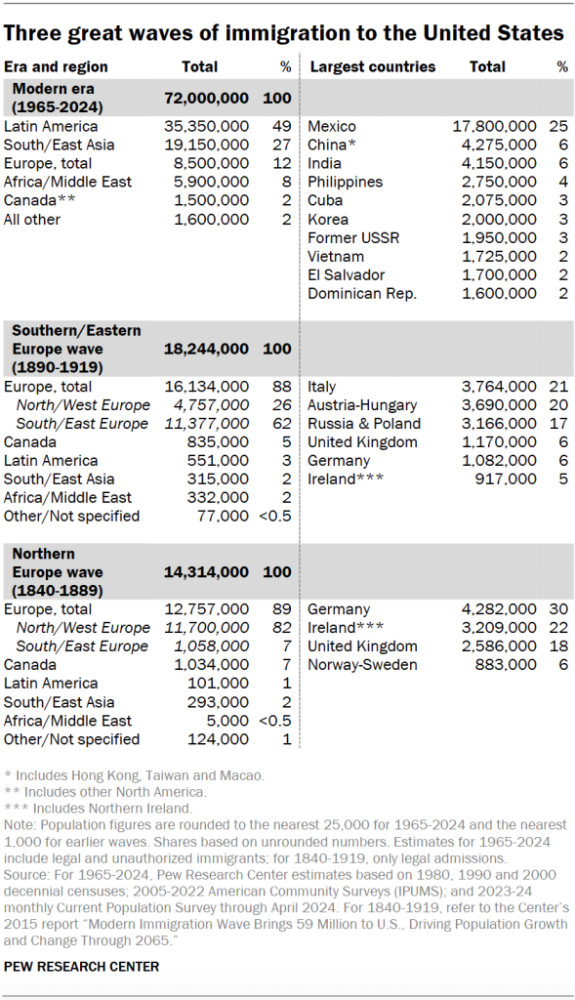 Three great waves of immigration to the United States
Era and region Total % Largest countries Total %
Modern era
(1965-2024) 72,000,000 100
Latin America 35,350,000 49 Mexico 17,800,000 25
South/East Asia 19,150,000 27 China* 4,275,000 6
Europe, total 8,500,000 12 India 4,150,000 6
Africa/Middle East 5,900,000 8 Philippines 2,750,000 4
Canada** 1,500,000 2 Cuba 2,075,000 3
All other 1,600,000 2 Korea 2,000,000 3
Former USSR 1,950,000 3
Vietnam 1,725,000 2
El Salvador 1,700,000 2
Dominican Rep. 1,600,000 2
Southern/Eastern
Europe wave 18,244,000 100
(1890-1919)
Europe, total 16,134,000 88 Italy 3,764,000 21
North/West Europe 4,757,000 26 Austria-Hungary 3,690,000 20
South/East Europe 11,377,000 62 Russia & Poland 3,166,000 17
Canada 835,000 5 United Kingdom 1,170,000 6
Latin America 551,000 3 Germany 1,082,000 6
South/East Asia 315,000 2 Ireland*** 917,000 5
Africa/Middle East 332,000 2
Other/Not specified 77,000 <0.5
Northern
Europe wave 14,314,000 100
(1840-1889)
Europe, total 12,757,000 89 Germany 4,282,000 30
North/West Europe 11,700,000 82 Ireland*** 3,209,000 22
South/East Europe 1,058,000 7 United Kingdom 2,586,000 18
Canada 1,034,000 7 Norway-Sweden 883,000 6
Latin America 101,000 1
South/East Asia 293,000 2
Africa/Middle East 5,000 <0.5
Other/Not specified 124,000 1
* Includes Hong Kong, Taiwan and Macao.
** Includes other North America.
*** Includes Northern Ireland.
Note: Population figures are rounded to the nearest 25,000 for 1965-2024 and the nearest
1,000 for earlier waves. Shares based on unrounded numbers. Estimates for 1965-2024
include legal and unauthorized immigrants; for 1840-1919, only legal admissions.
Source: For 1965-2024, Pew Research Center estimates based on 1980, 1990 and 2000
decennial censuses; 2005-2022 American Community Surveys (IPUMS); and 2023-24
monthly Current Population Survey through April 2024. For 1840-1919, refer to the Center's
2015 report "Modern Immigration Wave Brings 59 Million to U.S., Driving Population Growth
and Change Through 2065."
PEW RESEARCH CENTER